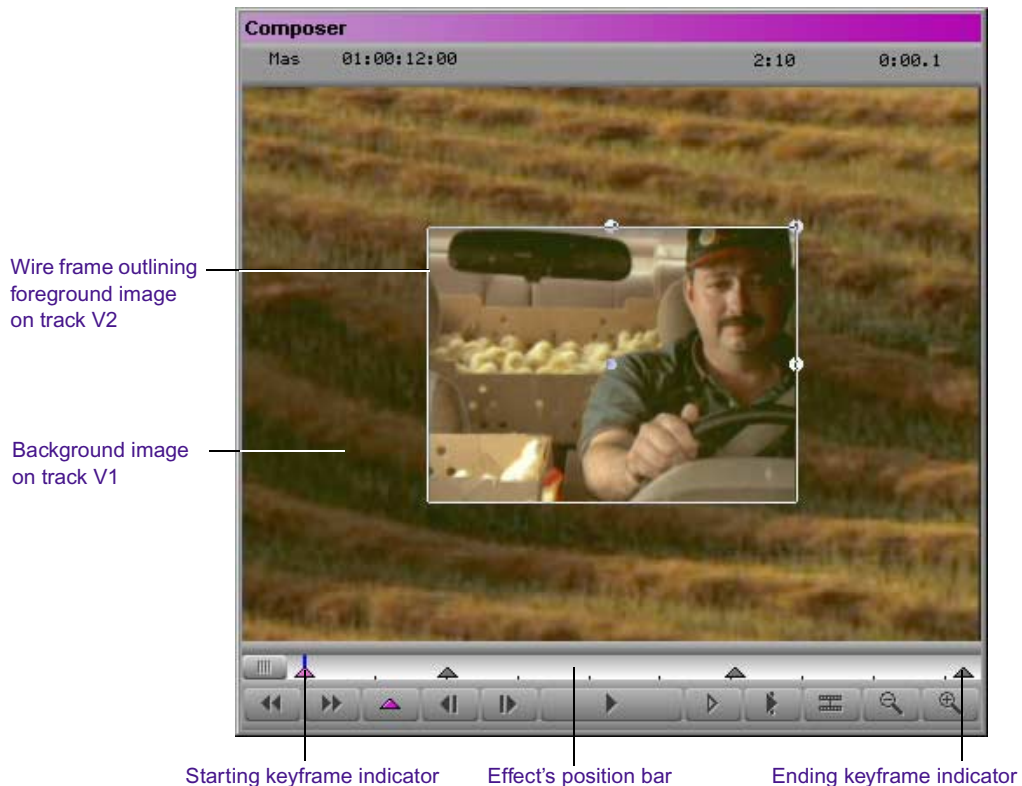 Composer
Mas 01:00:12:00 2:10 0:00.1
Wire frame outlining
foreground image
on track V2
Background image
on track V1
Starting keyframe indicator Effect's position bar Ending keyframe indicator